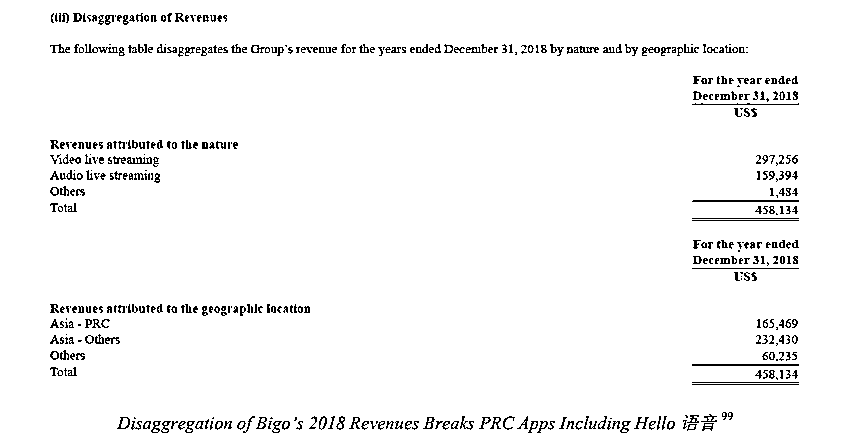 (iii) Disaggregation of Revenues
The following table disaggregates the Group's revenue for the years ended December 31, 2018 by nature and by geographic location:
For the year ended
December 31, 2018
US$
Revenues attributed to the nature
Video live streaming 297,256
Audio live streaming 159,394
Others 1,484
Total 458,134
For the year ended
December 31, 2018
US$
Revenues attributed to the geographic location
Asia - PRC 165,469
Asia - Others 232,430
Others 60,235
Total 458,134
Disaggregation of Bigo's 2018 Revenues Breaks PRC Apps Including Hello 语音 99